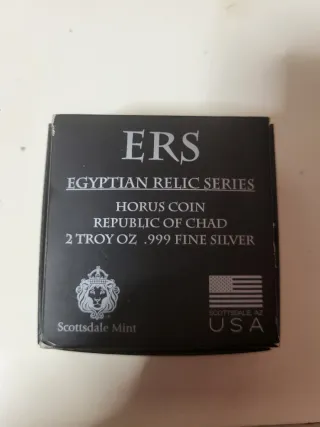 ERS
EGYPTIAN RELIC SERIES
HORUS COIN
REPUBLIC OF CHAD
2 TROY OZ .999 FINE SILVER
Scottsdale Mint
SCOTTSDALE, AZ
USA